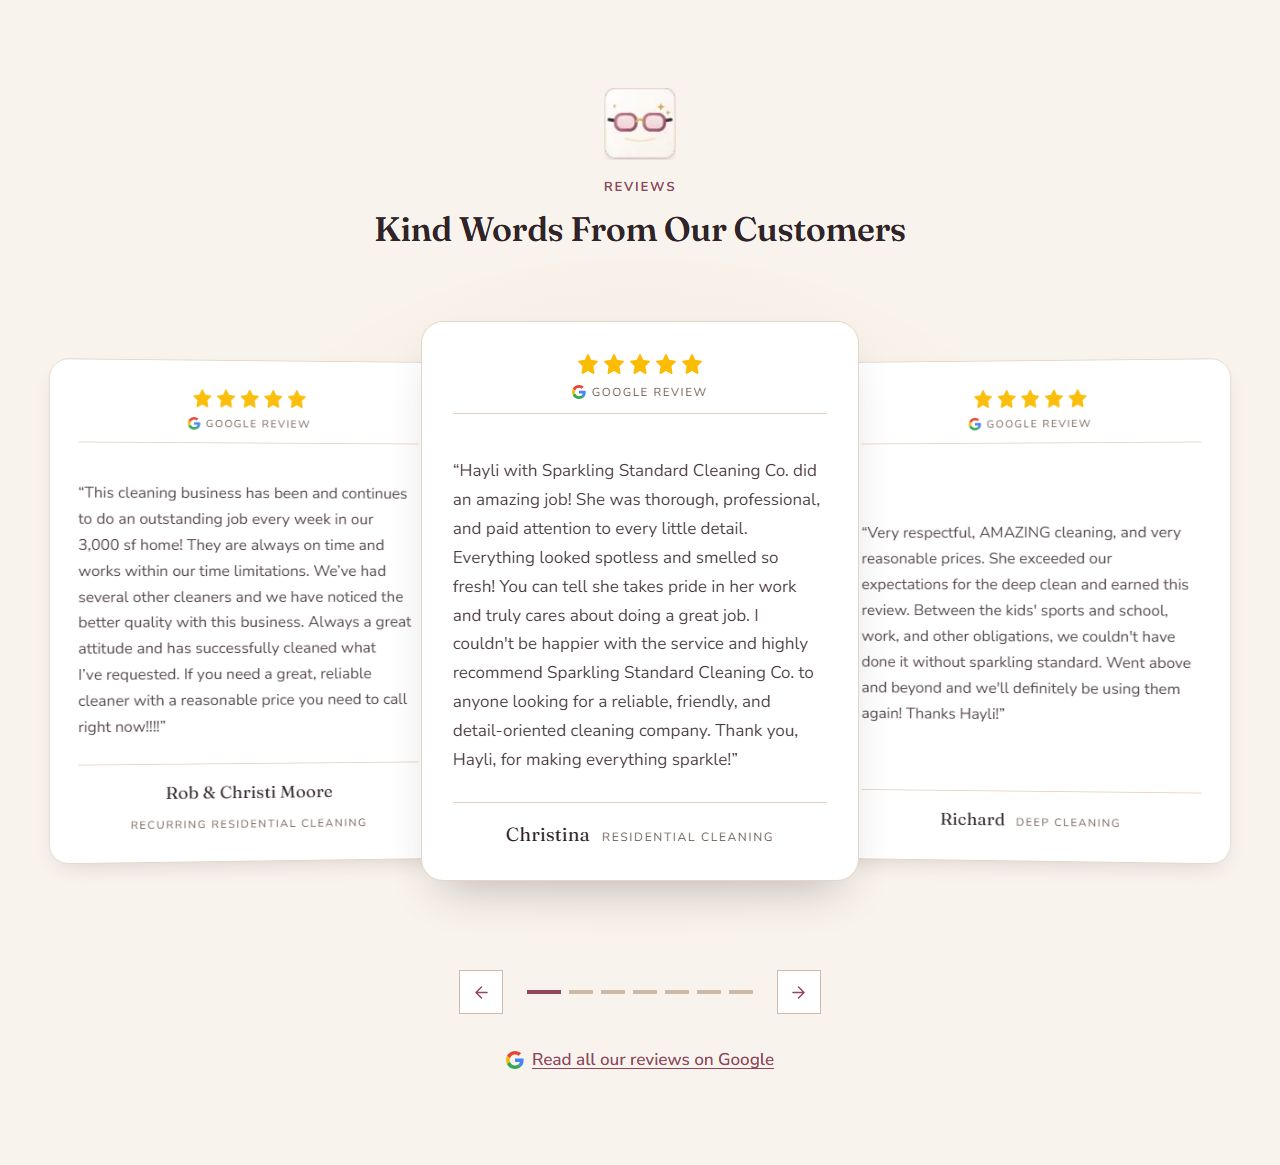 REVIEWS
Kind Words From Our Customers
GOOGLE REVIEW
“This cleaning business has been and continues
to do an outstanding job every week in our
3,000 sf home! They are always on time and
works within our time limitations. We’ve had
several other cleaners and we have noticed the
better quality with this business. Always a great
attitude and has successfully cleaned what
I’ve requested. If you need a great, reliable
cleaner with a reasonable price you need to call
right now!!!!”
Rob & Christi Moore
RECURRING RESIDENTIAL CLEANING
GOOGLE REVIEW
“Hayli with Sparkling Standard Cleaning Co. did
an amazing job! She was thorough, professional,
and paid attention to every little detail.
Everything looked spotless and smelled so
fresh! You can tell she takes pride in her work
and truly cares about doing a great job. I
couldn't be happier with the service and highly
recommend Sparkling Standard Cleaning Co. to
anyone looking for a reliable, friendly, and
detail-oriented cleaning company. Thank you,
Hayli, for making everything sparkle!”
Christina RESIDENTIAL CLEANING
GOOGLE REVIEW
“Very respectful, AMAZING cleaning, and very
reasonable prices. She exceeded our
expectations for the deep clean and earned this
review. Between the kids' sports and school,
work, and other obligations, we couldn't have
done it without sparkling standard. Went above
and beyond and we'll definitely be using them
again! Thanks Hayli!”
Richard DEEP CLEANING
Read all our reviews on Google